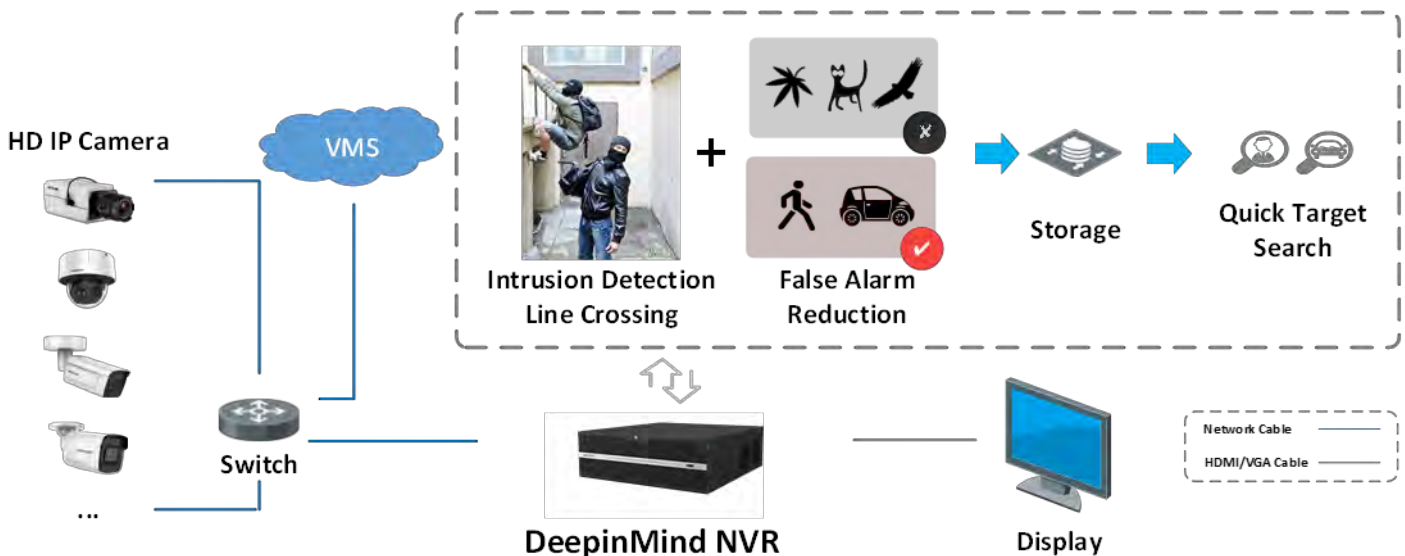 HD IP Camera
VMS
Intrusion Detection
Line Crossing
+
False Alarm
Reduction
Storage
Quick Target
Search
Switch
...
DeepinMind NVR
Display
Network Cable
HDMI/VGA Cable